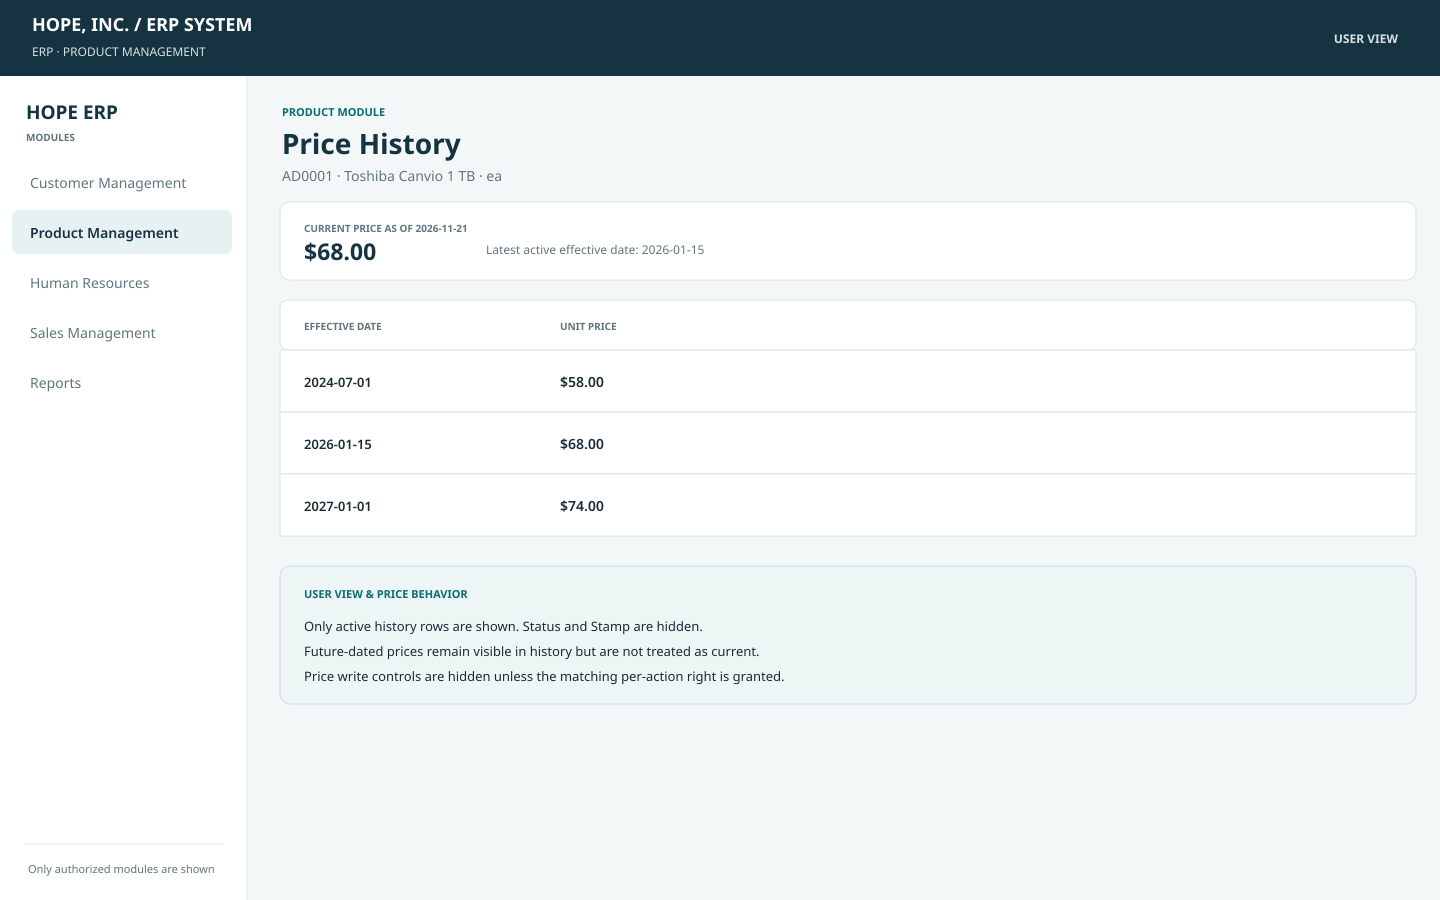 HOPE, INC. / ERP SYSTEM
ERP · PRODUCT MANAGEMENT
USER VIEW
HOPE ERP
MODULES
Customer Management
Product Management
Human Resources
Sales Management
Reports
Only authorized modules are shown
PRODUCT MODULE
Price History
AD0001 · Toshiba Canvio 1 TB · ea
CURRENT PRICE AS OF 2026-11-21
$68.00 Latest active effective date: 2026-01-15
EFFECTIVE DATE UNIT PRICE
2024-07-01 $58.00
2026-01-15 $68.00
2027-01-01 $74.00
USER VIEW & PRICE BEHAVIOR
Only active history rows are shown. Status and Stamp are hidden.
Future-dated prices remain visible in history but are not treated as current.
Price write controls are hidden unless the matching per-action right is granted.